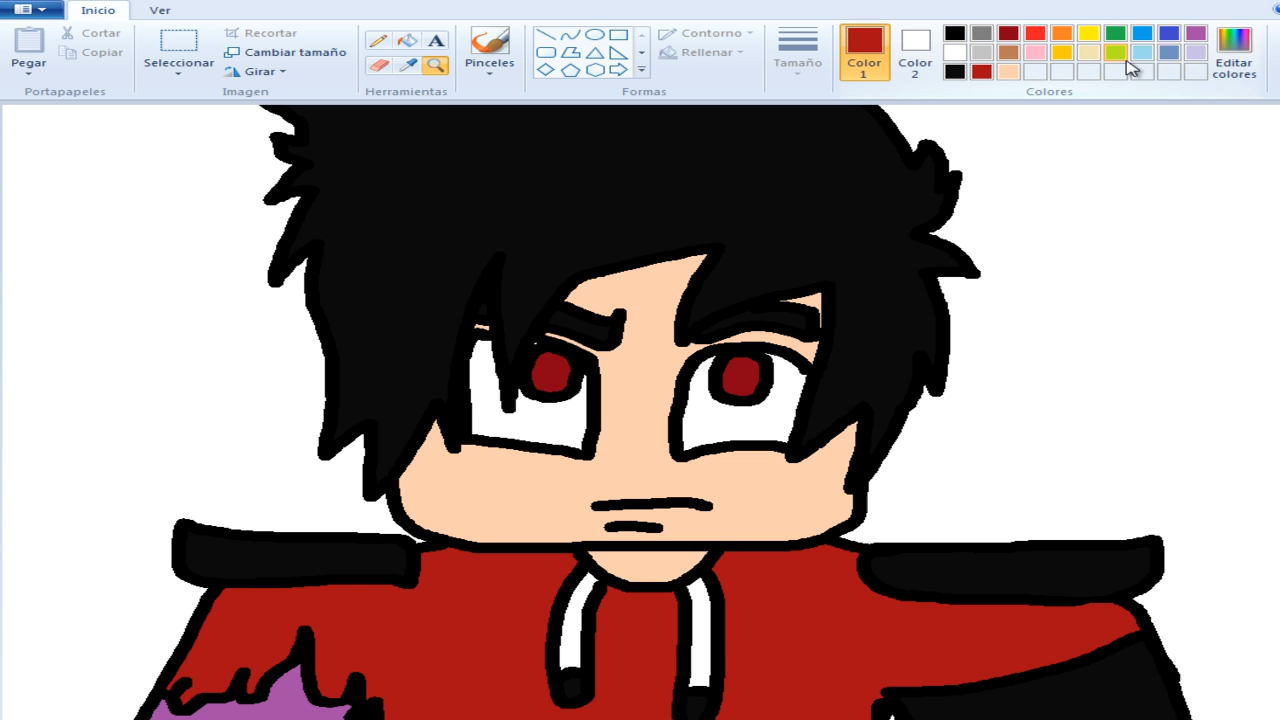 Inicio Ver
Cortar
Copiar
Pegar
Portapapeles
Seleccionar
Recortar
Cambiar tamaño
Girar
Imagen
A
Herramientas
Pinceles
Contorno
Rellenar
Formas
Tamaño
Color 1
Color 2
Editar colores
Colores